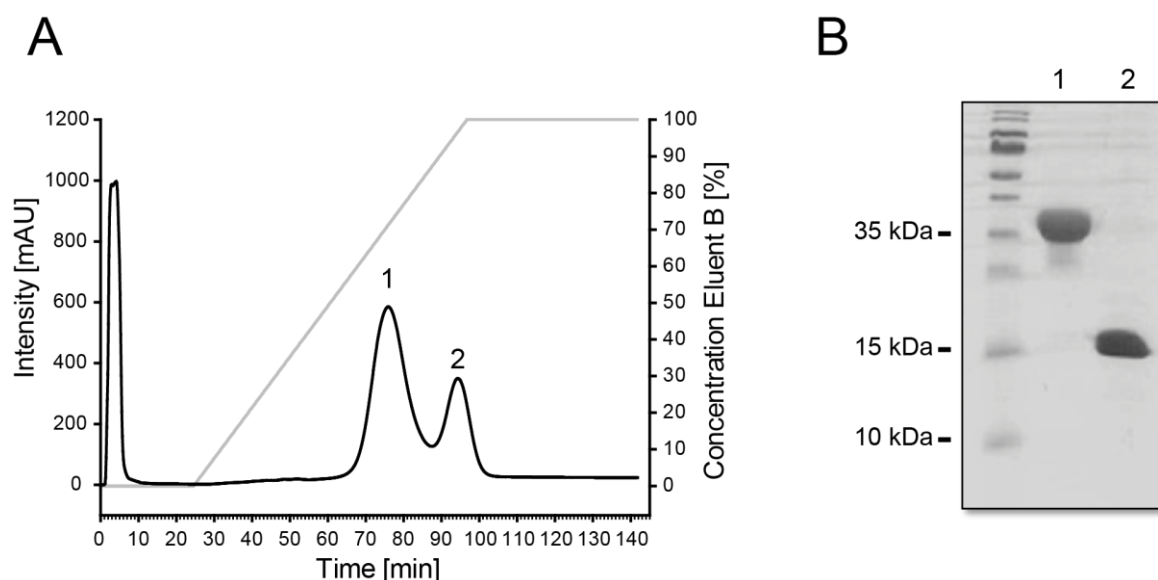 A
Intensity [mAU]
1200
1000
800
600
400
200
0
1
2
100
90
80
70
60
50
40
30
20
10
0
Concentration Eluent B [%]
0 10 20 30 40 50 60 70 80 90 100 110 120 130 140
Time [min]
B
1 2
35 kDa
15 kDa
10 kDa